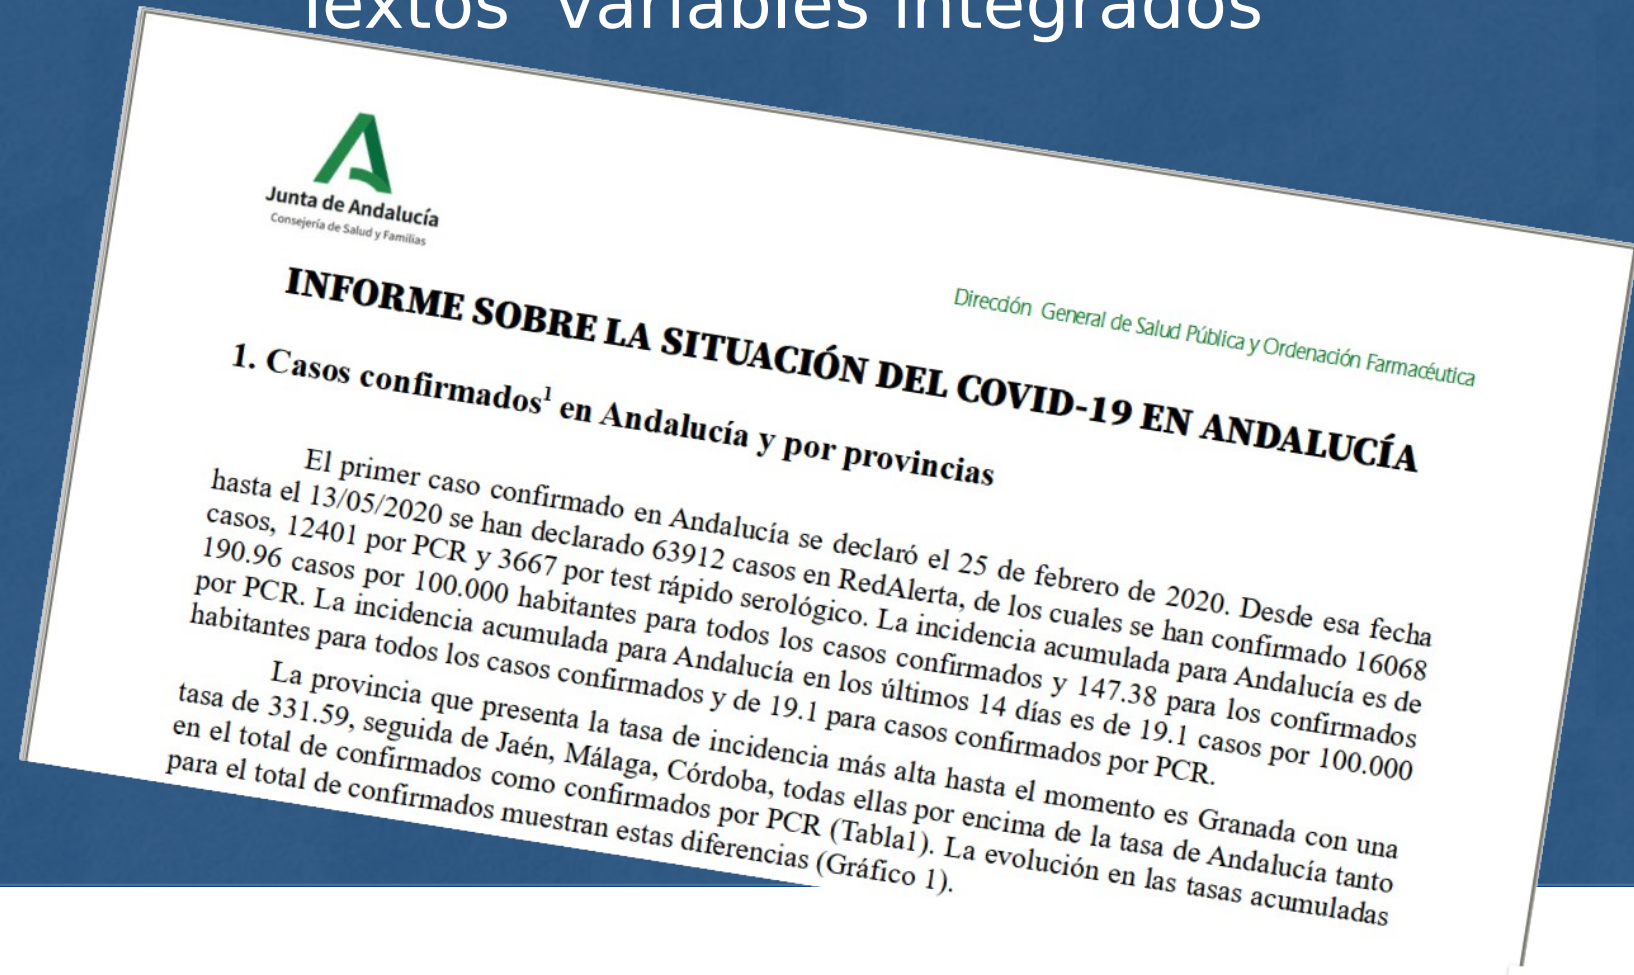 Textos Variables integrados
Junta de Andalucía
Consejería de Salud y Familias
Dirección General de Salud Pública y Ordenación Farmacéutica
INFORME SOBRE LA SITUACIÓN DEL COVID-19 EN ANDALUCÍA
1. Casos confirmados1 en Andalucía y por provincias
El primer caso confirmado en Andalucía se declaró el 25 de febrero de 2020. Desde esa fecha
hasta el 13/05/2020 se han declarado 63912 casos en RedAlerta, de los cuales se han confirmado 16068
casos, 12401 por PCR y 3667 por test rápido serológico. La incidencia acumulada para Andalucía es de
190.96 casos por 100.000 habitantes para todos los casos confirmados y 147.38 para los confirmados
por PCR. La incidencia acumulada para Andalucía en los últimos 14 días es de 19.1 casos por 100.000
habitantes para todos los casos confirmados y de 19.1 para casos confirmados por PCR.
La provincia que presenta la tasa de incidencia más alta hasta el momento es Granada con una
tasa de 331.59, seguida de Jaén, Málaga, Córdoba, todas ellas por encima de la tasa de Andalucía tanto
en el total de confirmados como confirmados por PCR (Tabla1). La evolución en las tasas acumuladas
para el total de confirmados muestran estas diferencias (Gráfico 1).